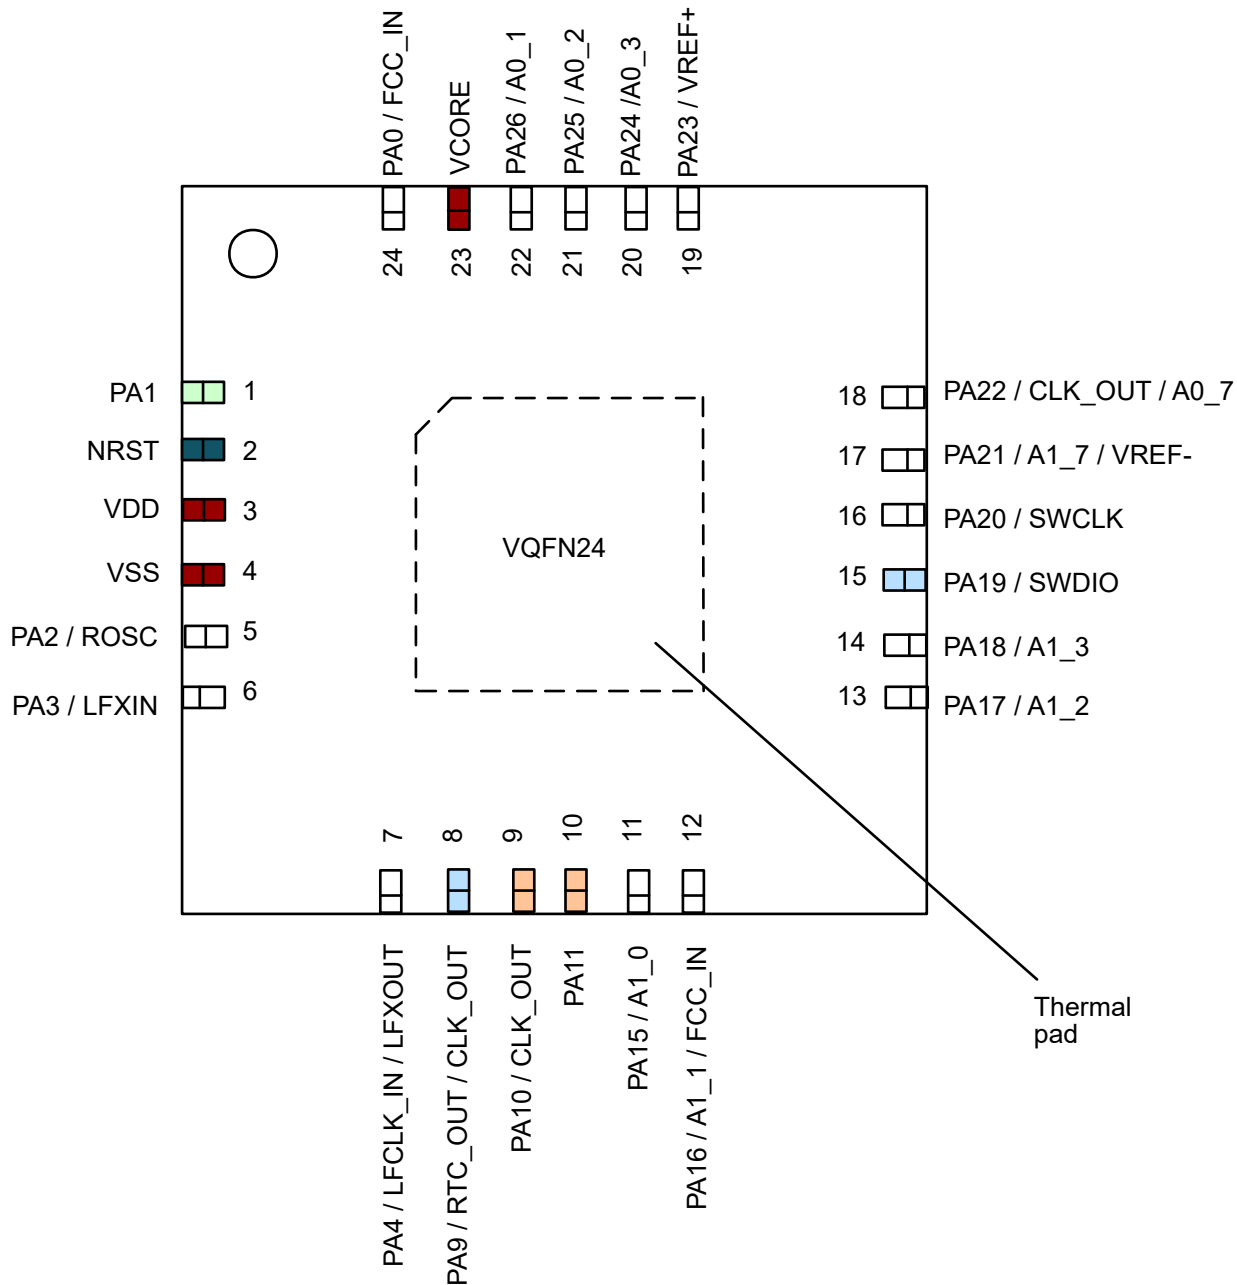 PA0 / FCC_IN
VCORE
PA26 / A0_1
PA25 / A0_2
PA24 /A0_3
PA23 / VREF+
24
23
22
21
20
19
PA1
1
NRST
2
VDD
3
VSS
4
PA2 / ROSC
5
PA3 / LFXIN
6
VQFN24
18
PA22 / CLK_OUT / A0_7
17
PA21 / A1_7 / VREF-
16
PA20 / SWCLK
15
PA19 / SWDIO
14
PA18 / A1_3
13
PA17 / A1_2
7
8
9
10
11
12
PA4 / LFCLK_IN / LFXOUT
PA9 / RTC_OUT / CLK_OUT
PA10 / CLK_OUT
PA11
PA15 / A1_0
PA16 / A1_1 / FCC_IN
Thermal
pad